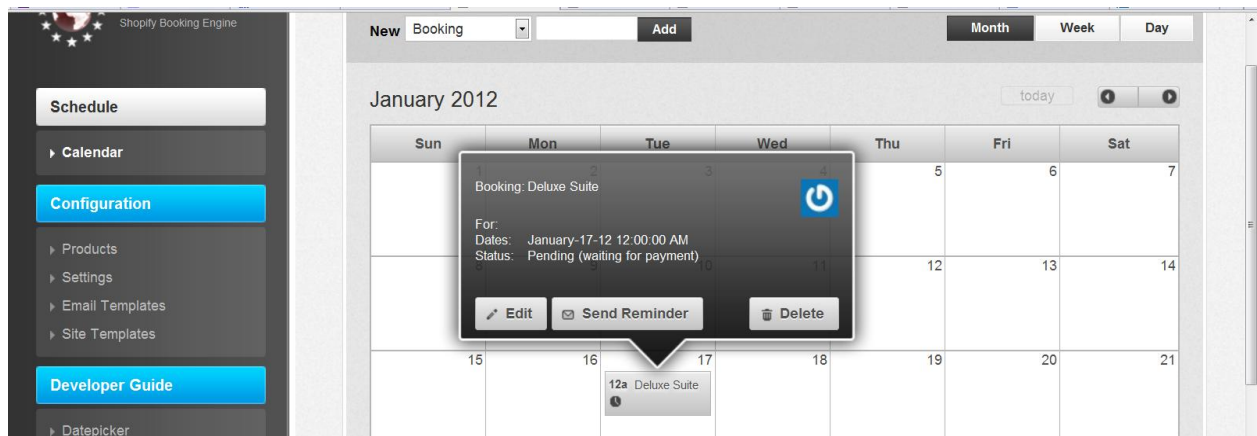 Shopify Booking Engine
New Booking Add Month Week Day
Schedule
Calendar
Configuration
Products
Settings
Email Templates
Site Templates
Developer Guide
Datepicker
January 2012 today
Sun Mon Tue Wed Thu Fri Sat
1 2 3 4 5 6 7
Booking: Deluxe Suite
For:
Dates: January-17-12 12:00:00 AM
Status: Pending (waiting for payment)
Edit Send Reminder Delete
8 9 10 11 12 13 14
15 16 17 18 19 20 21
12a Deluxe Suite